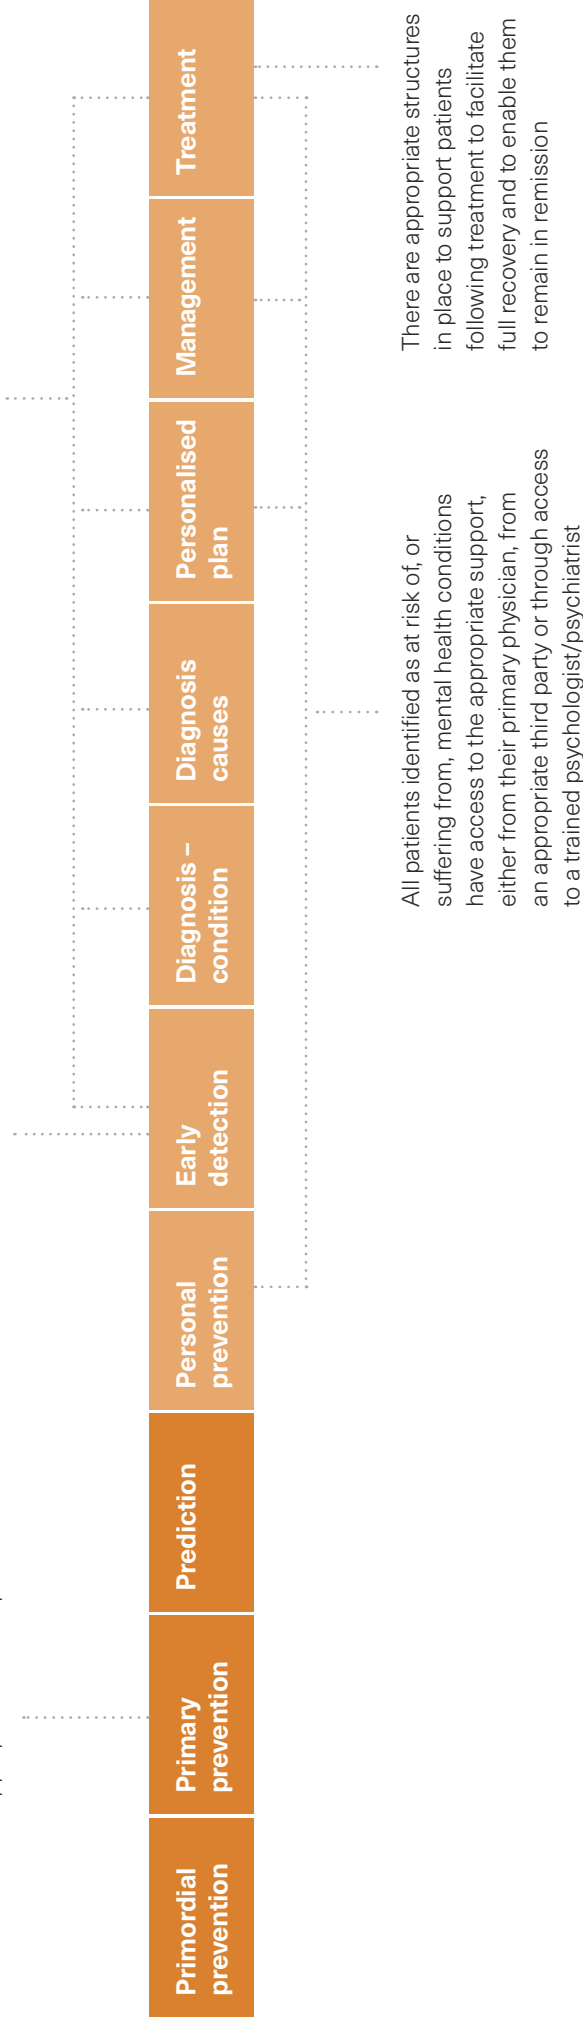 Primordial
prevention
Primary
prevention
Prediction
Personal
prevention
Early
detection
Diagnosis –
condition
Diagnosis
causes
Personalised
plan
Management
Treatment
All patients identified as at risk of, or
suffering from, mental health conditions
have access to the appropriate support,
either from their primary physician, from
an appropriate third party or through access
to a trained psychologist/psychiatrist
There are appropriate structures
in place to support patients
following treatment to facilitate
full recovery and to enable them
to remain in remission